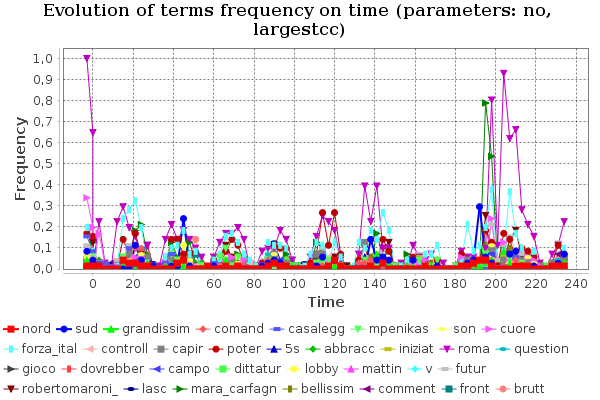 Evolution of terms frequency on time (parameters: no,
largestcc)
Frequency
1,0
0,9
0,8
0,7
0,6
0,5
0,4
0,3
0,2
0,1
0,0
0 20 40 60 80 100 120 140 160 180 200 220 240
Time
nord sud grandissim comand casalegg mpenikas son cuore
forza_ital controll capir poter 5s abbracc iniziat roma question
gioco dovrebber campo dittatur lobby mattin v futur
robertomaroni_ lasc mara_carfagn bellissim comment front brutt